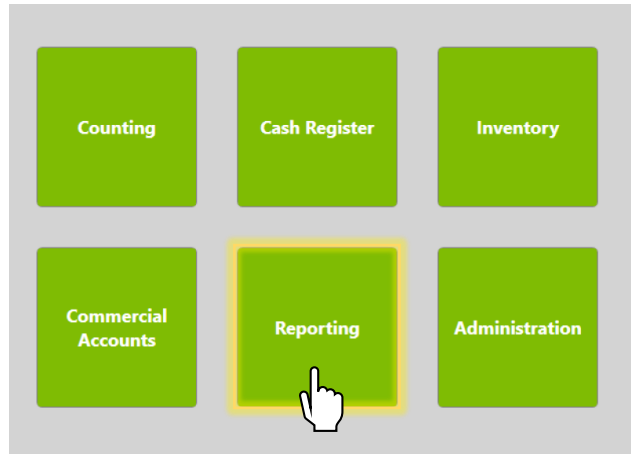 Counting
Cash Register
Inventory
Commercial
Accounts
Reporting
Administration